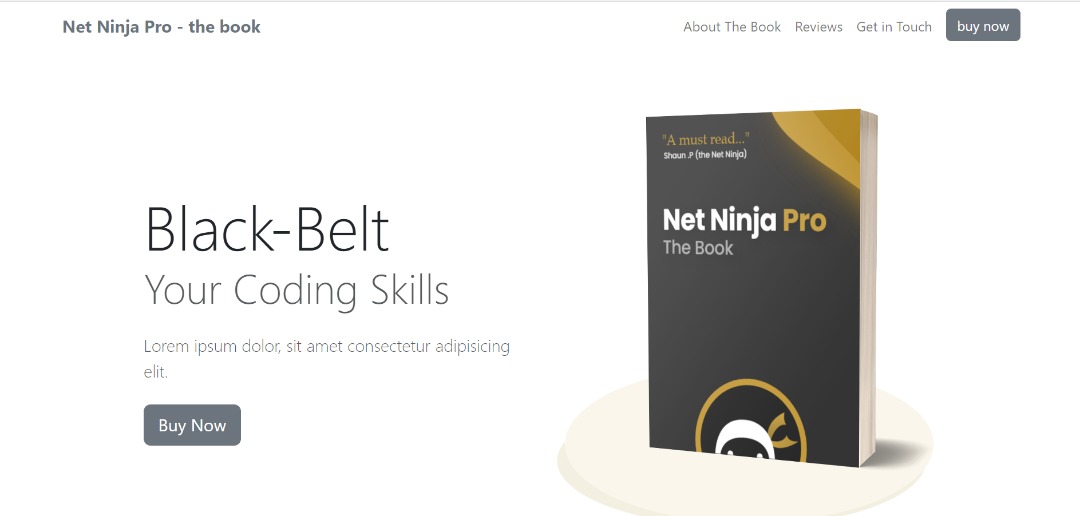 Net Ninja Pro - the book
About The Book
Reviews
Get in Touch
buy now
Black-Belt
Your Coding Skills
Lorem ipsum dolor, sit amet consectetur adipisicing
elit.
Buy Now
"A must read..."
Shaun .P (the Net Ninja)
Net Ninja Pro
The Book